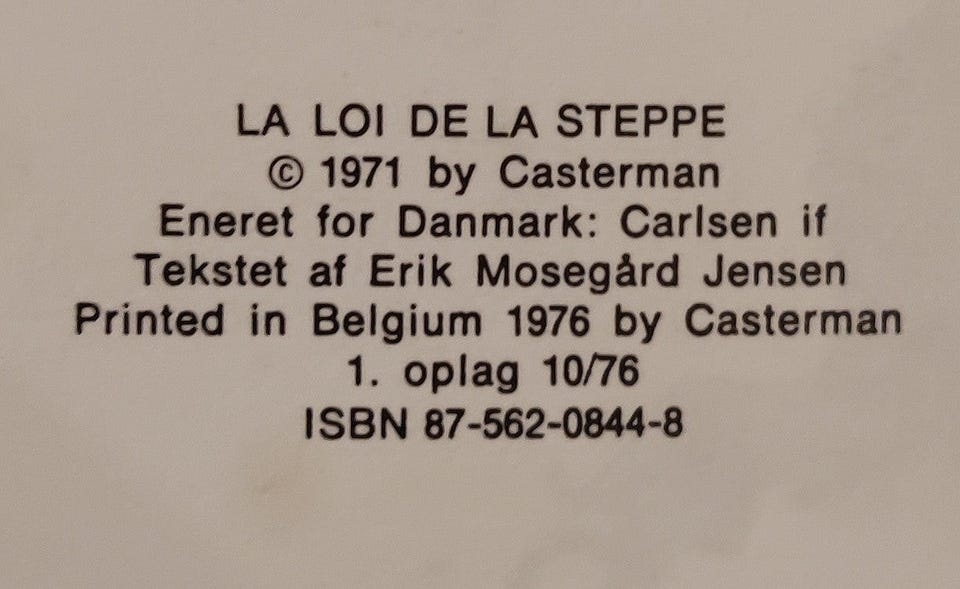 LA LOI DE LA STEPPE
© 1971 by Casterman
Eneret for Danmark: Carlsen if
Tekstet af Erik Mosegård Jensen
Printed in Belgium 1976 by Casterman
1. oplag 10/76
ISBN 87-562-0844-8